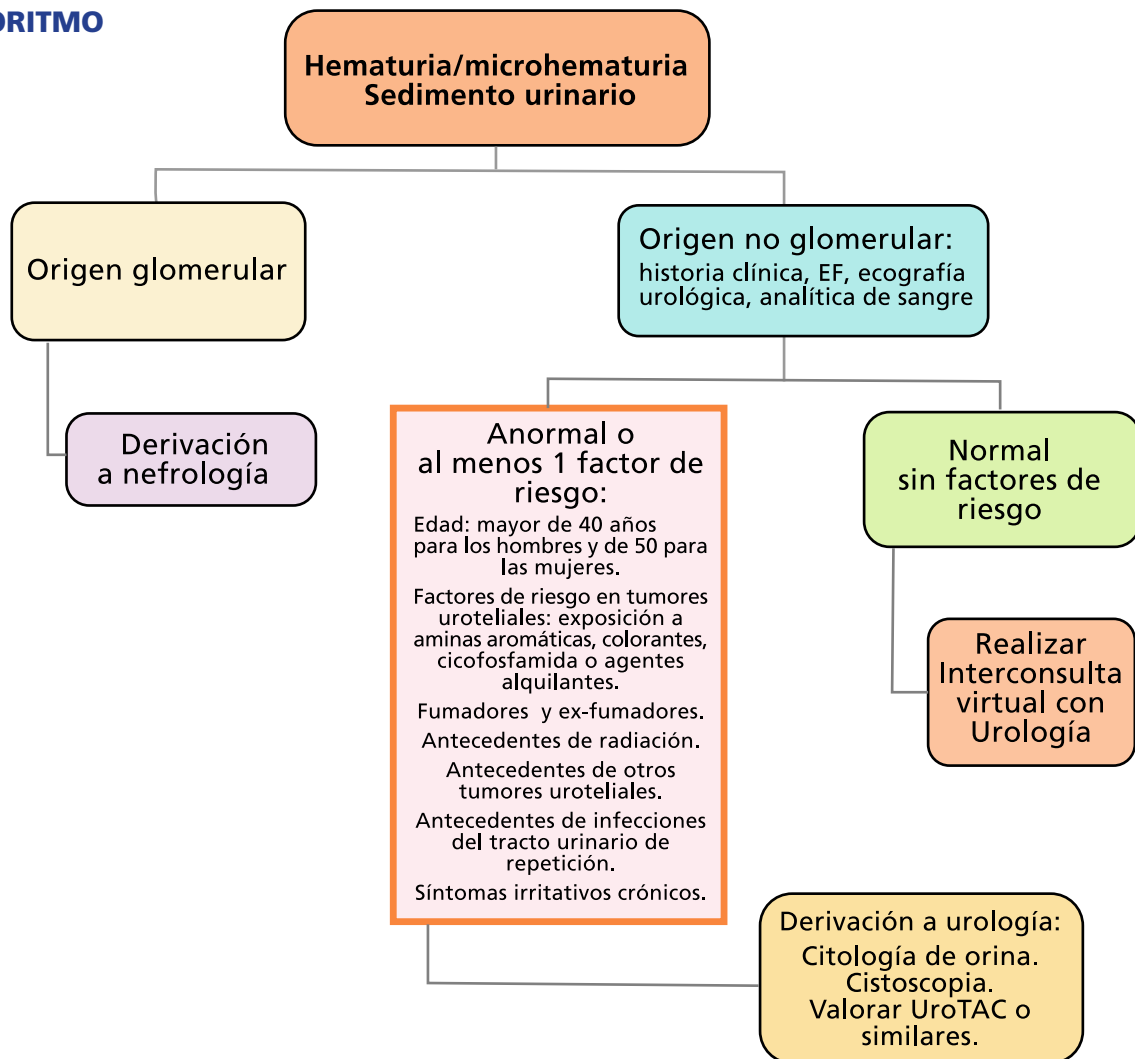 ORITMO
Hematuria/microhematuria
Sedimento urinario
Origen glomerular
Origen no glomerular:
historia clínica, EF, ecografía
urológica, analítica de sangre
Derivación
a nefrología
Anormal o
al menos 1 factor de
riesgo:
Edad: mayor de 40 años
para los hombres y de 50 para
las mujeres.
Factores de riesgo en tumores
uroteliales: exposición a
aminas aromáticas, colorantes,
cicofosfamida o agentes
alquilantes.
Fumadores y ex-fumadores.
Antecedentes de radiación.
Antecedentes de otros
tumores uroteliales.
Antecedentes de infecciones
del tracto urinario de
repetición.
Síntomas irritativos crónicos.
Normal
sin factores de
riesgo
Realizar
Interconsulta
virtual con
Urología
Derivación a urología:
Citología de orina.
Cistoscopia.
Valorar UroTAC o
similares.